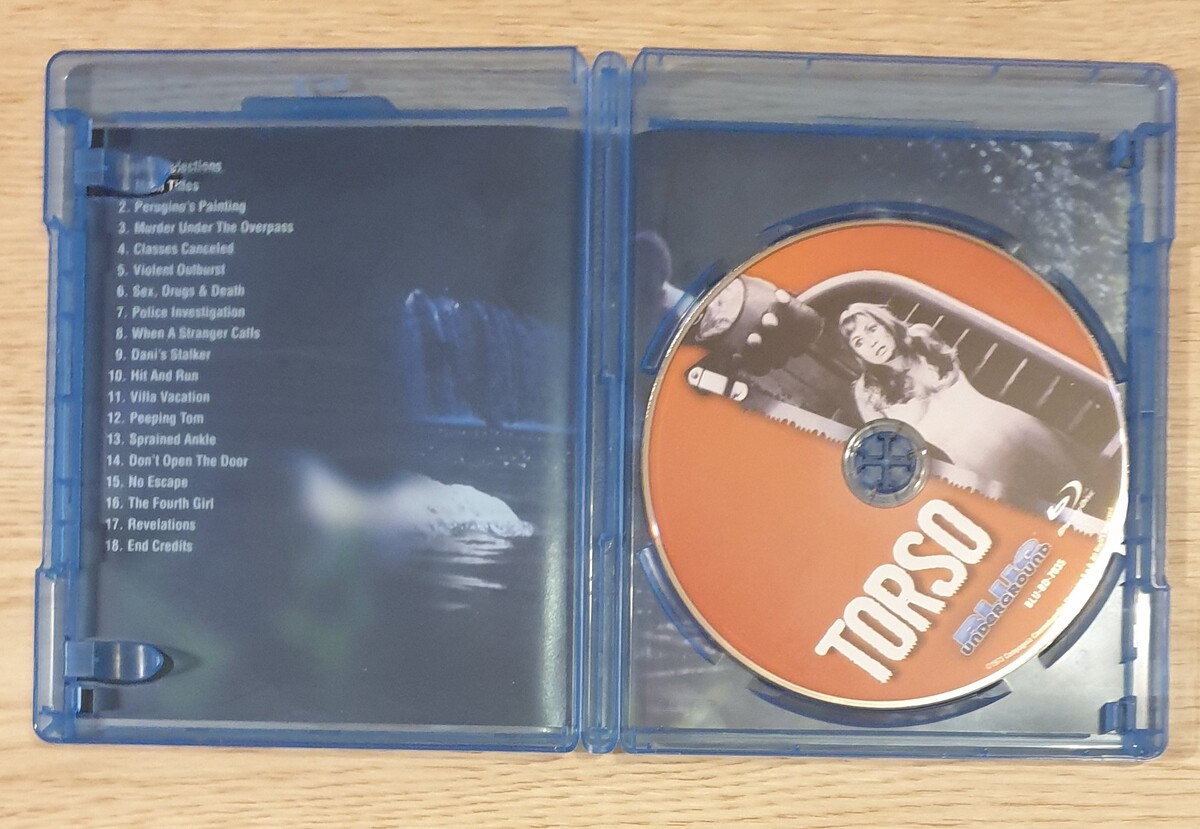 Titles
2. Perugino's Painting
3. Murder Under The Overpass
4. Classes Canceled
5. Violent Outburst
6. Sex, Drugs & Death
7. Police Investigation
8. When A Stranger Calls
9. Dani's Stalker
10. Hit And Run
11. Villa Vacation
12. Peeping Tom
13. Sprained Ankle
14. Don't Open The Door
15. No Escape
16. The Fourth Girl
17. Revelations
18. End Credits
TORSO
BLUE
UNDERGROUND